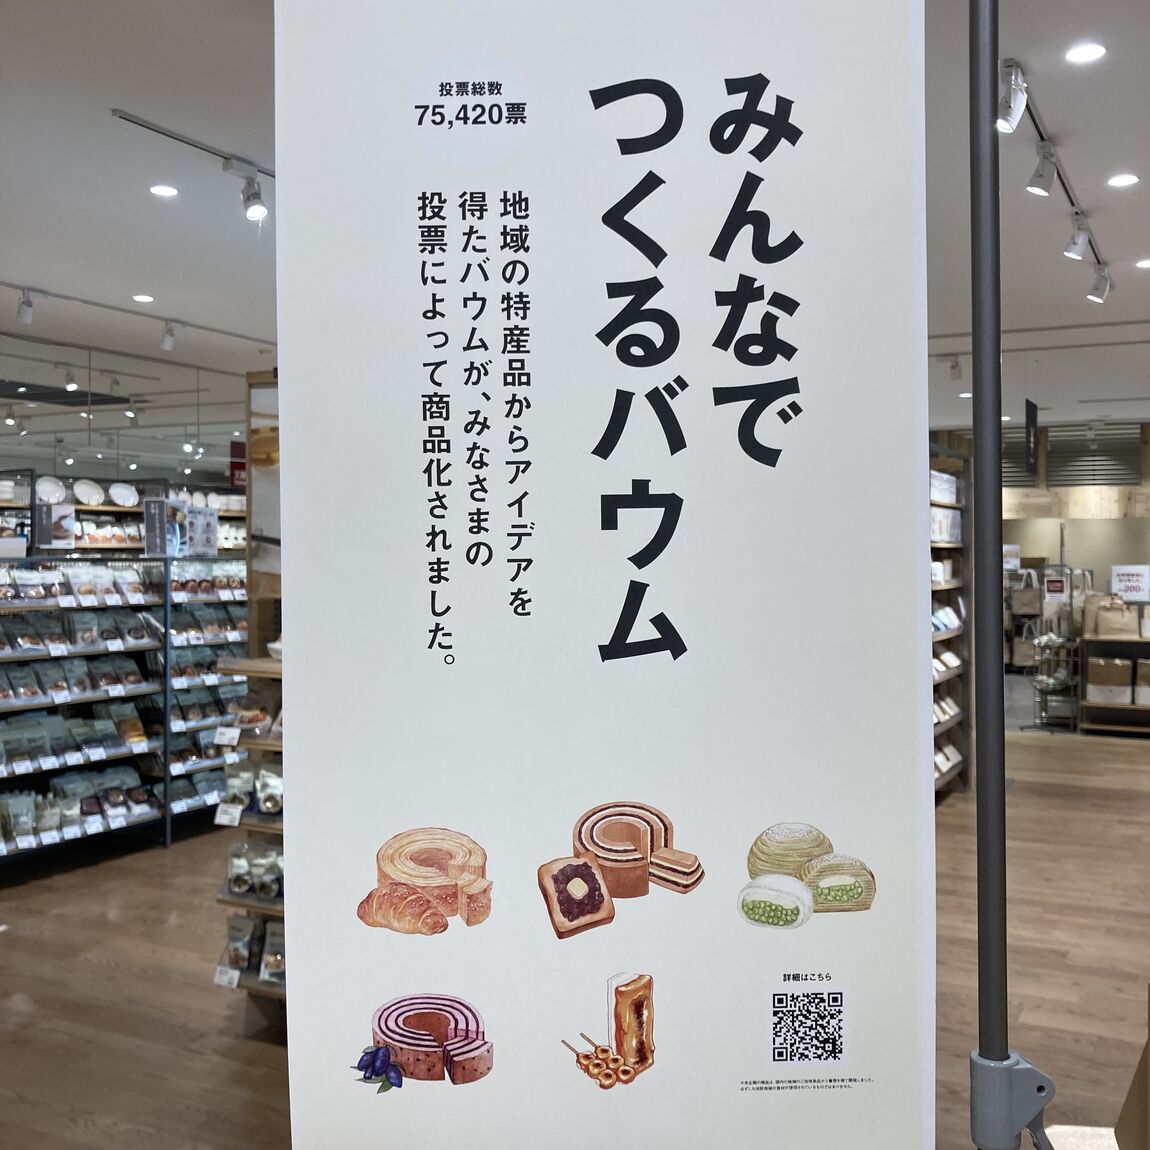 みんなで
つくるバウム
投票総数
75,420票
地域の特産品からアイデアを
得たバウムが、みなさまの
投票によって商品化されました。
詳細はこちら